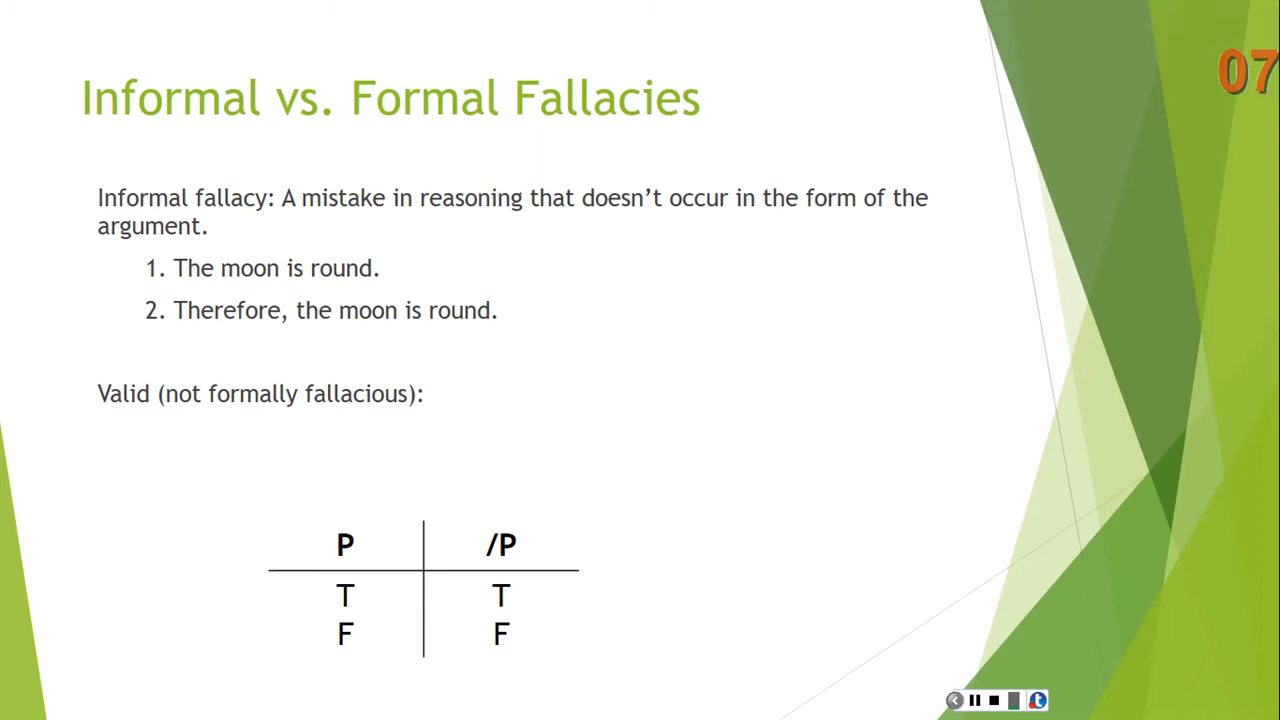 07
Informal vs. Formal Fallacies
Informal fallacy: A mistake in reasoning that doesn’t occur in the form of the
argument.
1. The moon is round.
2. Therefore, the moon is round.
Valid (not formally fallacious):
P /P
T T
F F
t